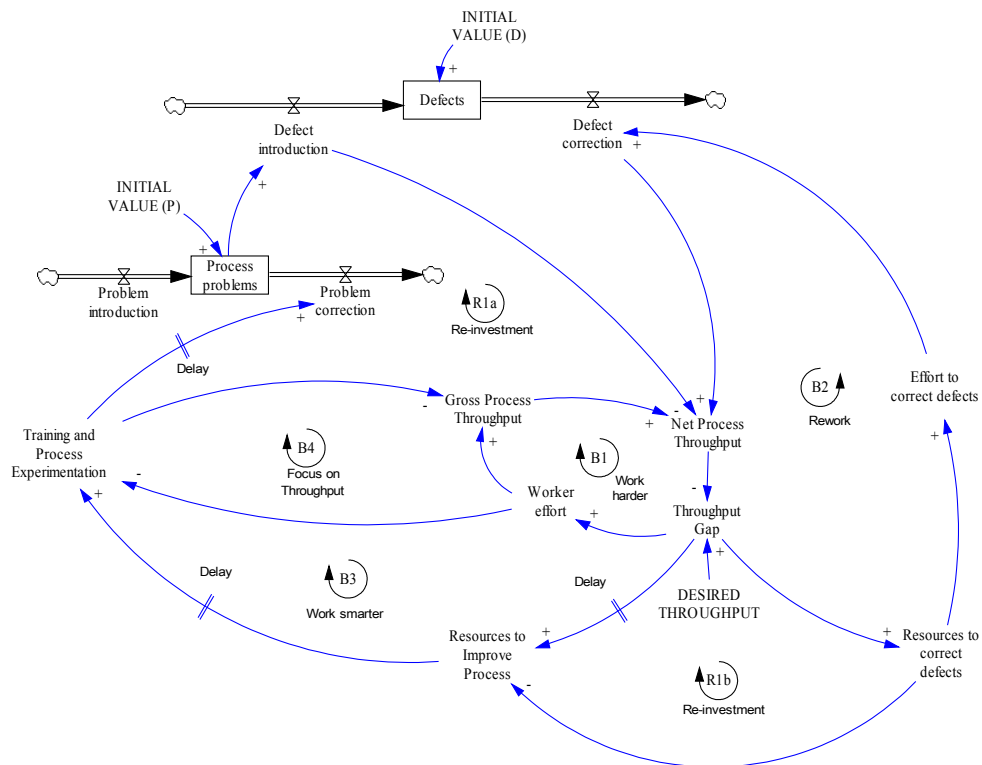 INITIAL
VALUE (D)
+
Defects
Defect
introduction
Defect
correction
+
+
INITIAL
VALUE (P)
+
Process
problems
Problem
introduction
Problem
correction
+
R1a
Re-investment
Delay
-
Gross Process
Throughput
+
+
-
+
Net Process
Throughput
B2
Rework
Effort to
correct defects
+
Training and
Process
Experimentation
+
-
B4
Focus on
Throughput
B1
Work
harder
Worker
effort
+
-
Throughput
Gap
+
DESIRED
THROUGHPUT
Delay
B3
Work smarter
Delay
+
Resources to
Improve
Process
-
+
Resources to
correct
defects
R1b
Re-investment